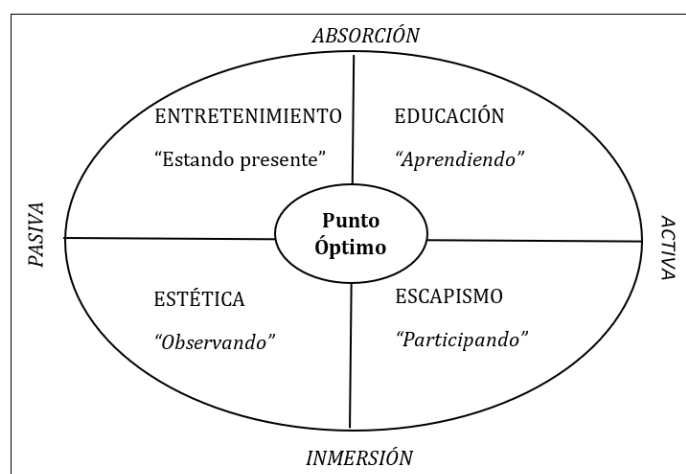 ABSORCIÓN
ENTRETENIMIENTO
“Estando presente”
EDUCACIÓN
“Aprendiendo”
PASIVA
Punto
Óptimo
ACTIVA
ESTÉTICA
“Observando”
ESCAPISMO
“Participando”
INMERSIÓN